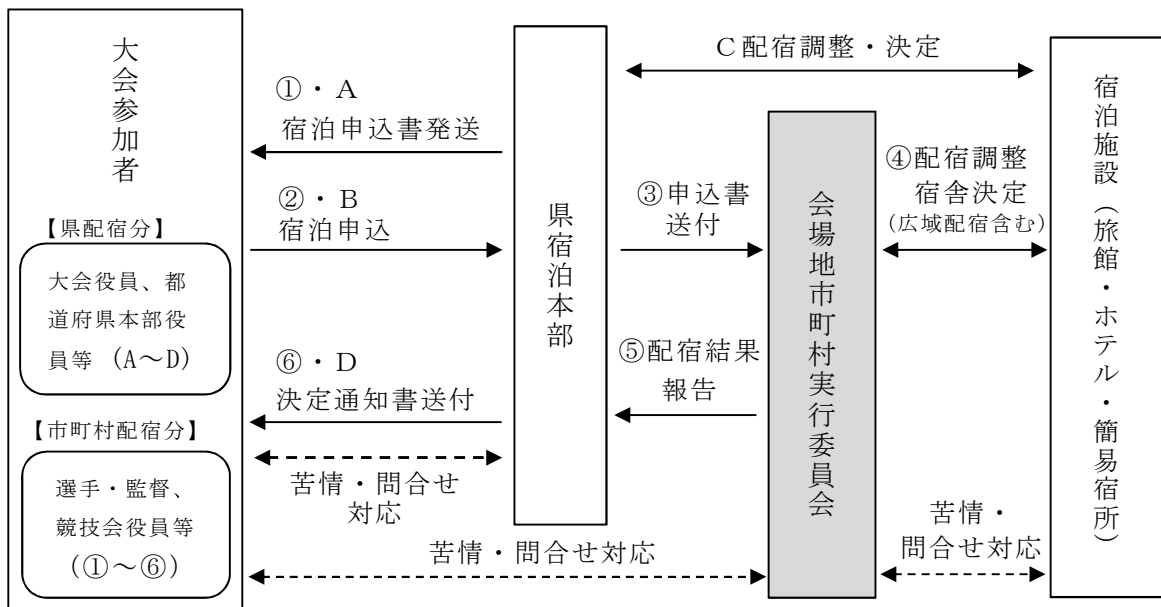 大会参加者
【県配宿分】
大会役員、都
道府県本部役
員等（A～D）
【市町村配宿分】
選手・監督、
競技会役員等
（①～⑥）
①・A
宿泊申込書発送
②・B
宿泊申込
⑥・D
決定通知書送付
苦情・問合せ
対応
県宿泊本部
C配宿調整・決定
③申込書
送付
⑤配宿結果
報告
苦情・問合せ対応
会場地市町村実行委員会
④配宿調整
宿舎決定
(広域配宿含む)
苦情・
問合せ対応
宿泊施設（旅館・ホテル・簡易宿所）